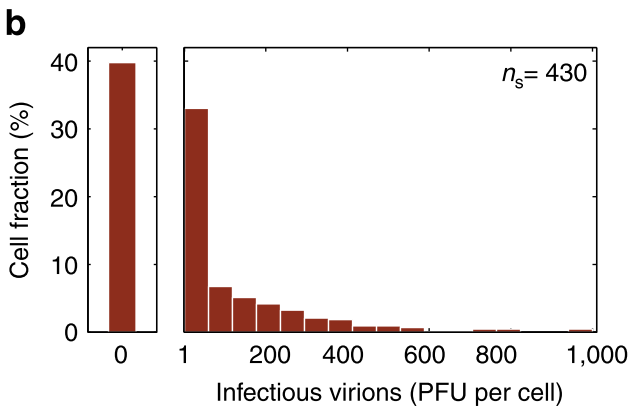 b
Cell fraction (%)
40
30
20
10
0
nₛ= 430
0
1 200 400 600 800 1,000
Infectious virions (PFU per cell)